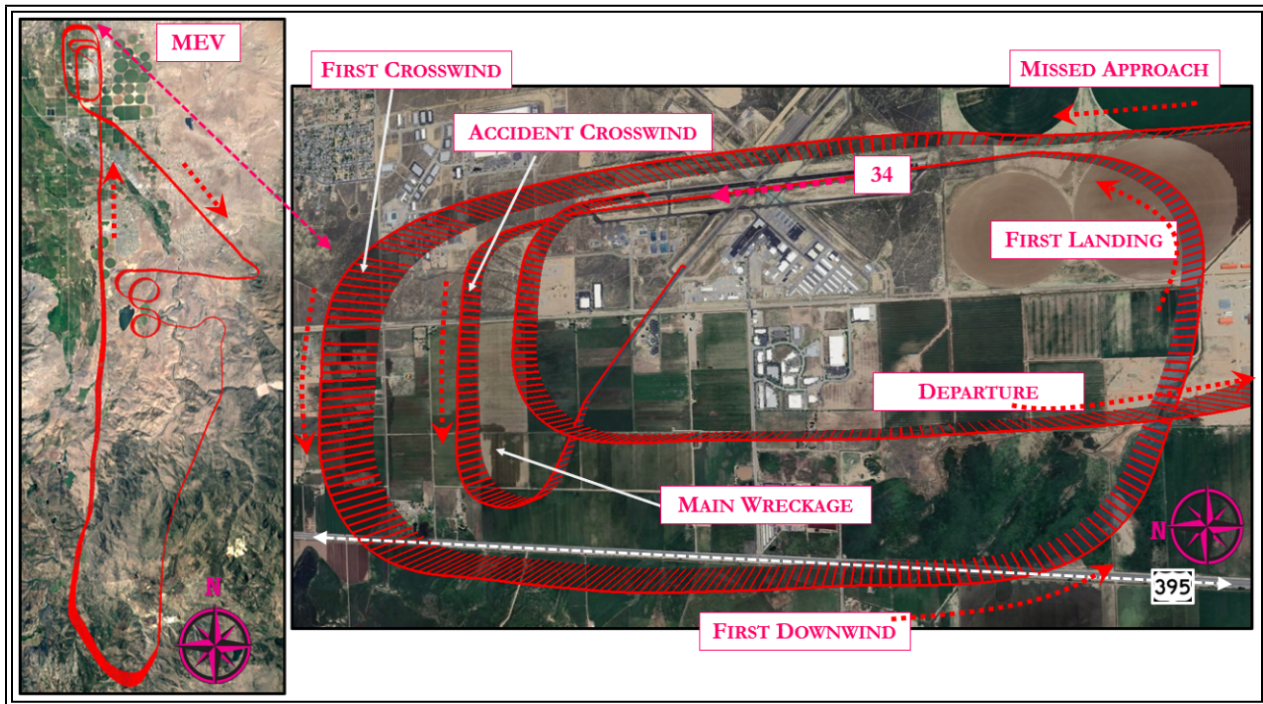 MEV
FIRST CROSSWIND
MISSED APPROACH
ACCIDENT CROSSWIND
34
FIRST LANDING
DEPARTURE
MAIN WRECKAGE
N
395
N
FIRST DOWNWIND